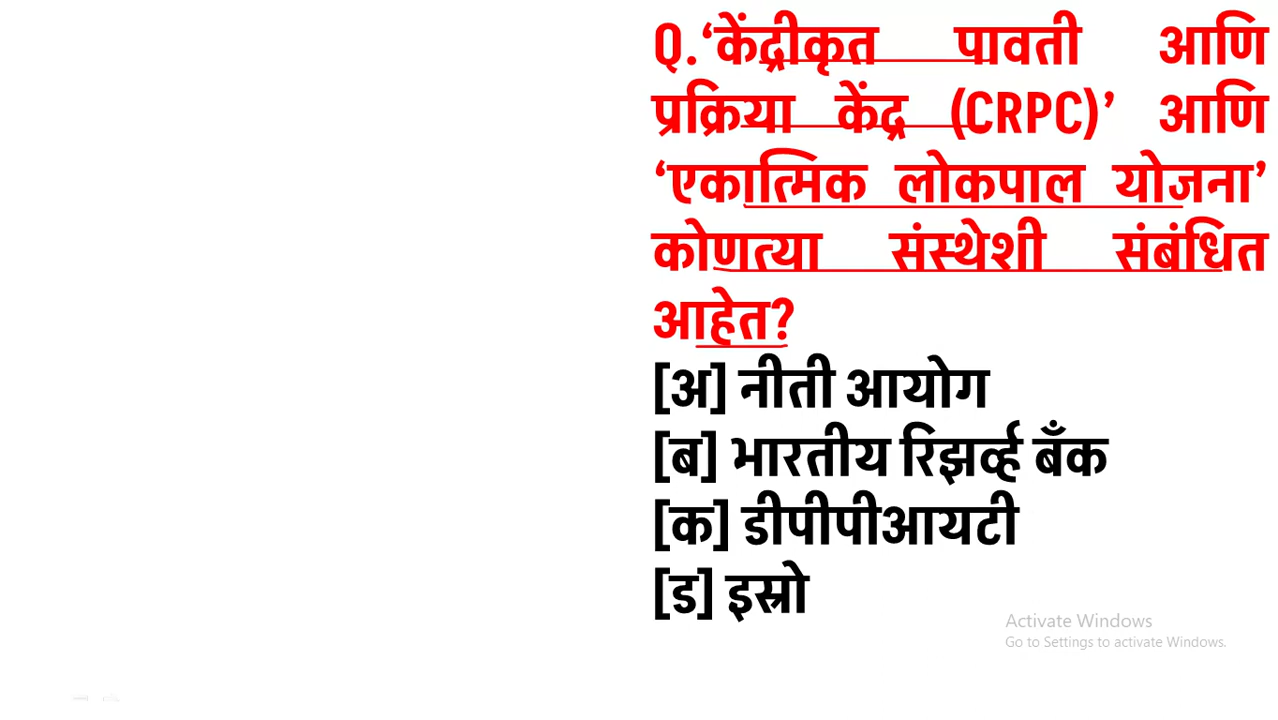 Q.‘केंद्रीकृत पावती आणि
प्रक्रिया केंद्र (CRPC)’ आणि
‘एकात्मिक लोकपाल योजना’
कोणत्या संस्थेशी संबंधित
आहेत?
[अ] नीती आयोग
[ब] भारतीय रिझर्व्ह बँक
[क] डीपीपीआयटी
[ड] इस्रो
Activate Windows
Go to Settings to activate Windows.